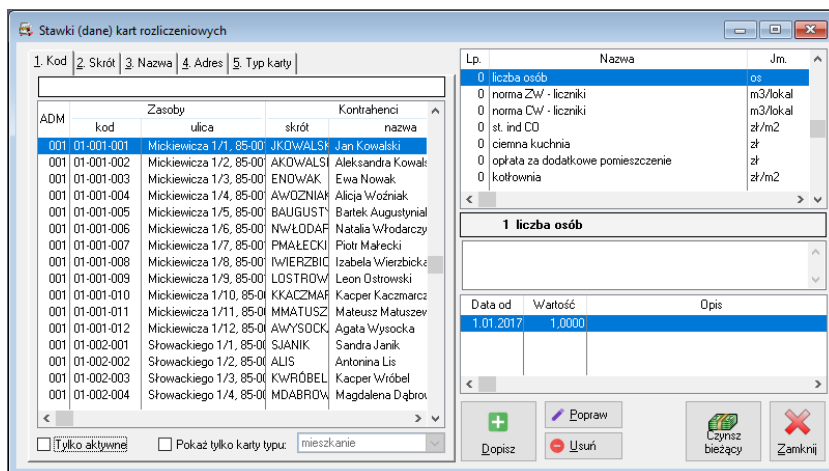 Stawki (dane) kart rozliczeniowych
1. Kod 2. Skrót 3. Nazwa 4. Adres 5. Typ karty
ADM Zasoby Kontrahenci
kod ulica skrót nazwa
001 01-001-001 Mickiewicza 1/1, 85-00 JKOWALSK Jan Kowalski
001 01-001-002 Mickiewicza 1/2, 85-00 AKOWALSI Aleksandra Kowals
001 01-001-003 Mickiewicza 1/3, 85-00 ENOWAK Ewa Nowak
001 01-001-004 Mickiewicza 1/4, 85-00 AWOZNIAK Alicja Woźniak
001 01-001-005 Mickiewicza 1/5, 85-00 BAUGUSTY Bartek Augustynial
001 01-001-006 Mickiewicza 1/6, 85-00 NWŁODAF Natalia Włodarczy
001 01-001-007 Mickiewicza 1/7, 85-00 PMAŁECKI Piotr Małecki
001 01-001-008 Mickiewicza 1/8, 85-00 IWIERZBIC Izabela Wierzbicka
001 01-001-009 Mickiewicza 1/9, 85-00 LOSTROW Leon Ostrowski
001 01-001-010 Mickiewicza 1/10, 85-0 KKACZMAF Kacper Kaczmarcz
001 01-001-011 Mickiewicza 1/11, 85-0 MMATUSZ Mateusz Matuszew
001 01-001-012 Mickiewicza 1/12, 85-0 AWYSOCK Agata Wysocka
001 01-002-001 Słowackiego 1/1, 85-00 SJANIK Sandra Janik
001 01-002-002 Słowackiego 1/2, 85-00 ALIS Antonina Lis
001 01-002-003 Słowackiego 1/3, 85-00 KWRÓBEL Kacper Wróbel
001 01-002-004 Słowackiego 1/4, 85-00 MDABROW Magdalena Dąbrow
Tylko aktywne Pokaż tylko karty typu: mieszkanie
Lp. Nazwa Jm.
0 liczba osób os
0 norma ZW - liczniki m3/lokal
0 norma CW - liczniki m3/lokal
0 st. ind CO zł/m2
0 ciemna kuchnia zł
0 opłata za dodatkowe pomieszczenie zł
0 kotłownia zł/m2
1 liczba osób
Data od Wartość Opis
1.01.2017 1,0000
Dopisz
Popraw
Usuń
Czynsz bieżący
Zamknij